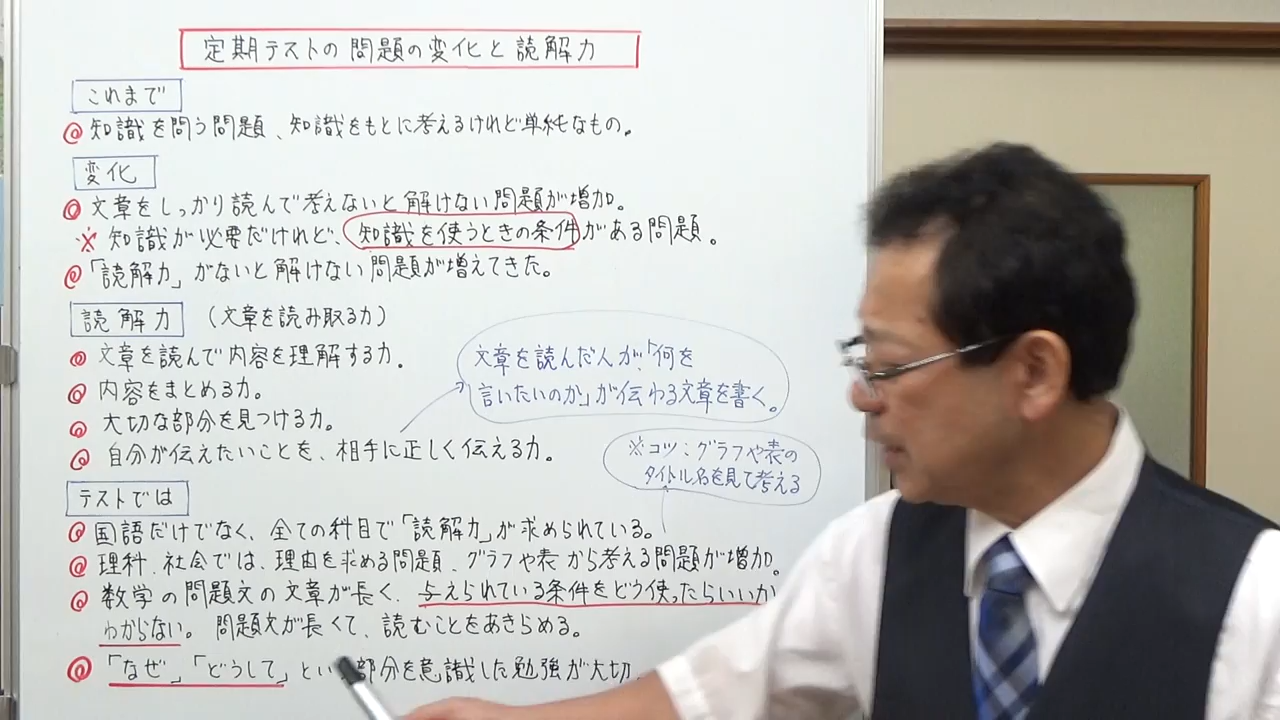 定期テストの問題の変化と読解力
これまで
◎知識を問う問題、知識をもとに考えるけれど単純なもの。
変化
◎文章をしっかり読んで考えないと解けない問題が増加。
※知識が必要だけれど、知識を使うときの条件がある問題。
◎「読解力」がないと解けない問題が増えてきた。
読解力（文章を読み取る力）
◎文章を読んで内容を理解する力。
◎内容をまとめる力。
◎大切な部分を見つける力。
◎自分が伝えたいことを、相手に正しく伝える力。
文章を読んだ人が、「何を
言いたいのか」が伝わる文章を書く。
※コツ：グラフや表の
タイトル名を見て考える
テストでは
◎国語だけでなく、全ての科目で「読解力」が求められている。
◎理科、社会では、理由を求める問題、グラフや表から考える問題が増加。
◎数学の問題文の文章が長く、与えられている条件をどう使ったらいいか
わからない。問題文が長くて、読むことをあきらめる。
◎「なぜ」「どうして」とい部分を意識した勉強が大切